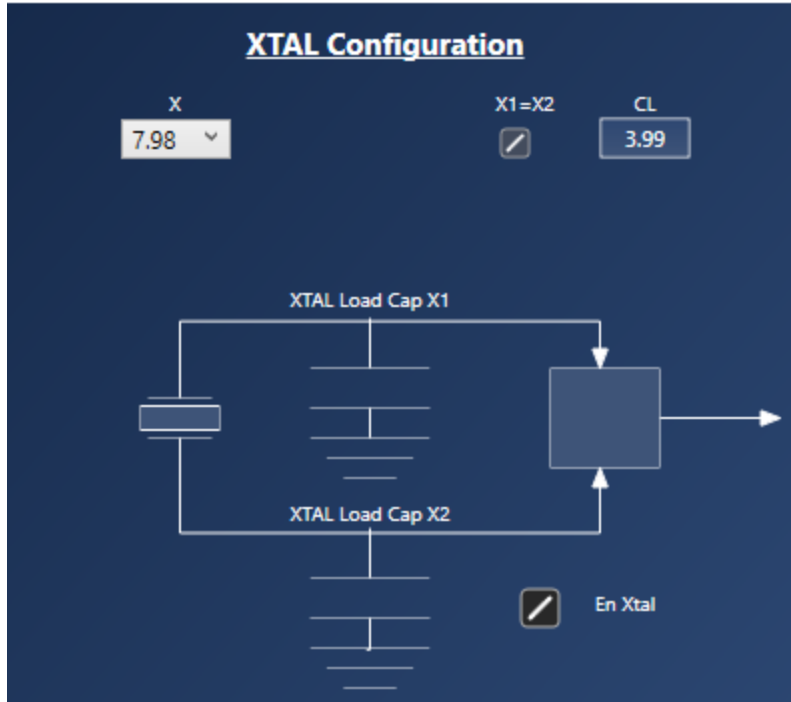 XTAL Configuration
X X1=X2 CL
7.98 3.99
XTAL Load Cap X1
XTAL Load Cap X2
En Xtal